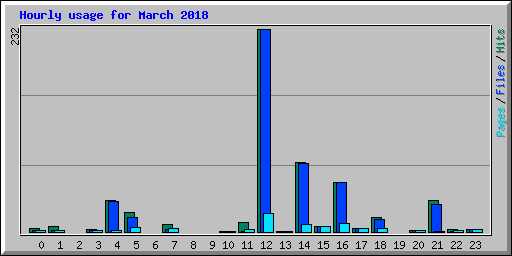 Hourly usage for March 2018
232
Pages/Files/Hits
0 1 2 3 4 5 6 7 8 9 10 11 12 13 14 15 16 17 18 19 20 21 22 23